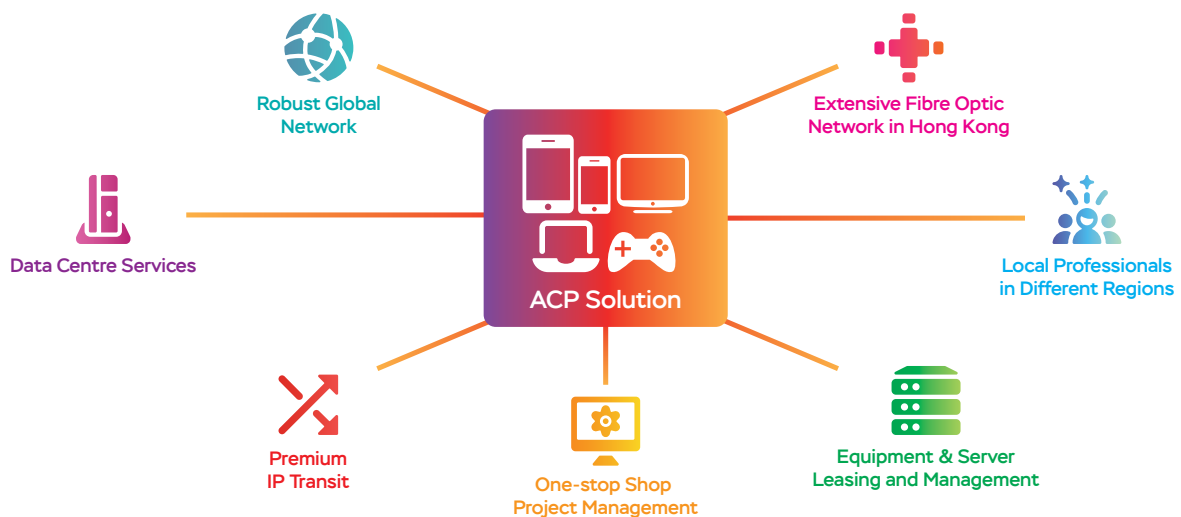 Robust Global
Network
Extensive Fibre Optic
Network in Hong Kong
Data Centre Services
ACP Solution
Local Professionals
in Different Regions
Premium
IP Transit
One-stop Shop
Project Management
Equipment & Server
Leasing and Management